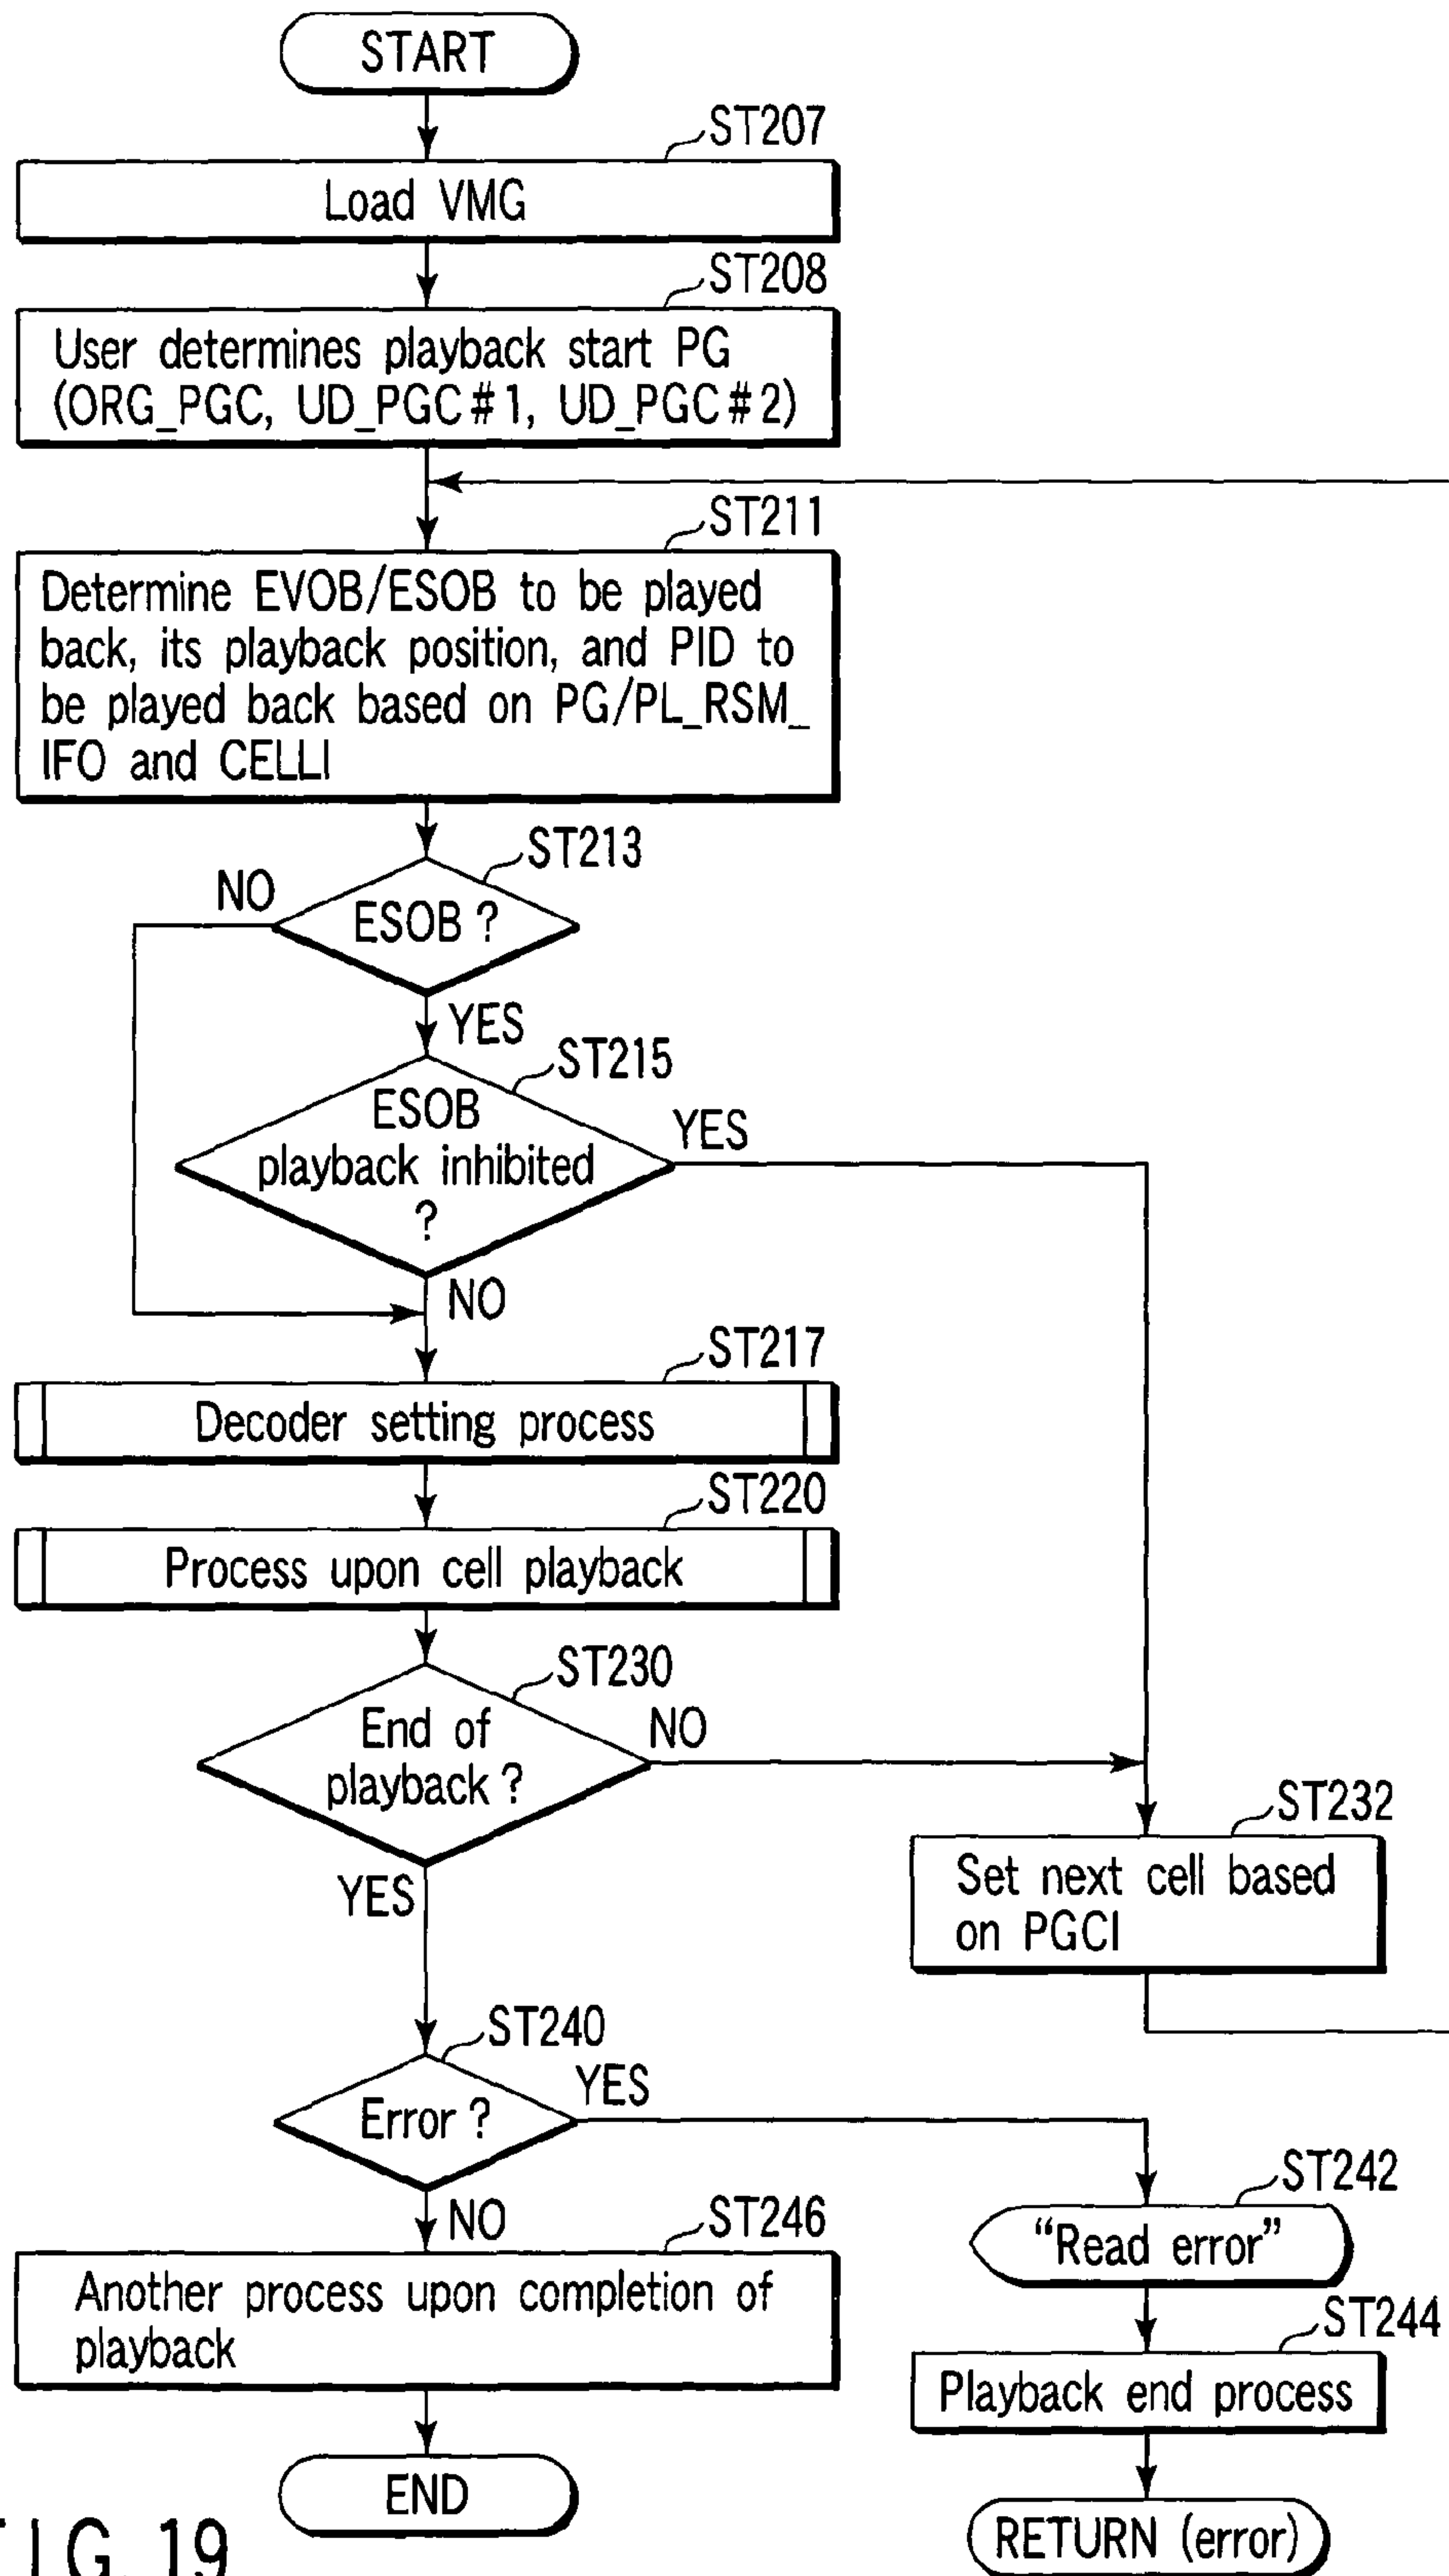 START
ST207
Load VMG
ST208
User determines playback start PG
(ORG_PGC, UD_PGC#1, UD_PGC#2)
ST211
Determine EVOB/ESOB to be played
back, its playback position, and PID to
be played back based on PG/PL_RSM_
IFO and CELLI
ST213
NO
ESOB ?
YES
ST215
ESOB
playback inhibited
?
YES
NO
ST217
Decoder setting process
ST220
Process upon cell playback
ST230
End of
playback ?
NO
YES
ST232
Set next cell based
on PGCI
ST240
Error ?
YES
NO
ST242
“Read error”
ST246
Another process upon completion of
playback
ST244
Playback end process
END
RETURN (error)
FIG. 19